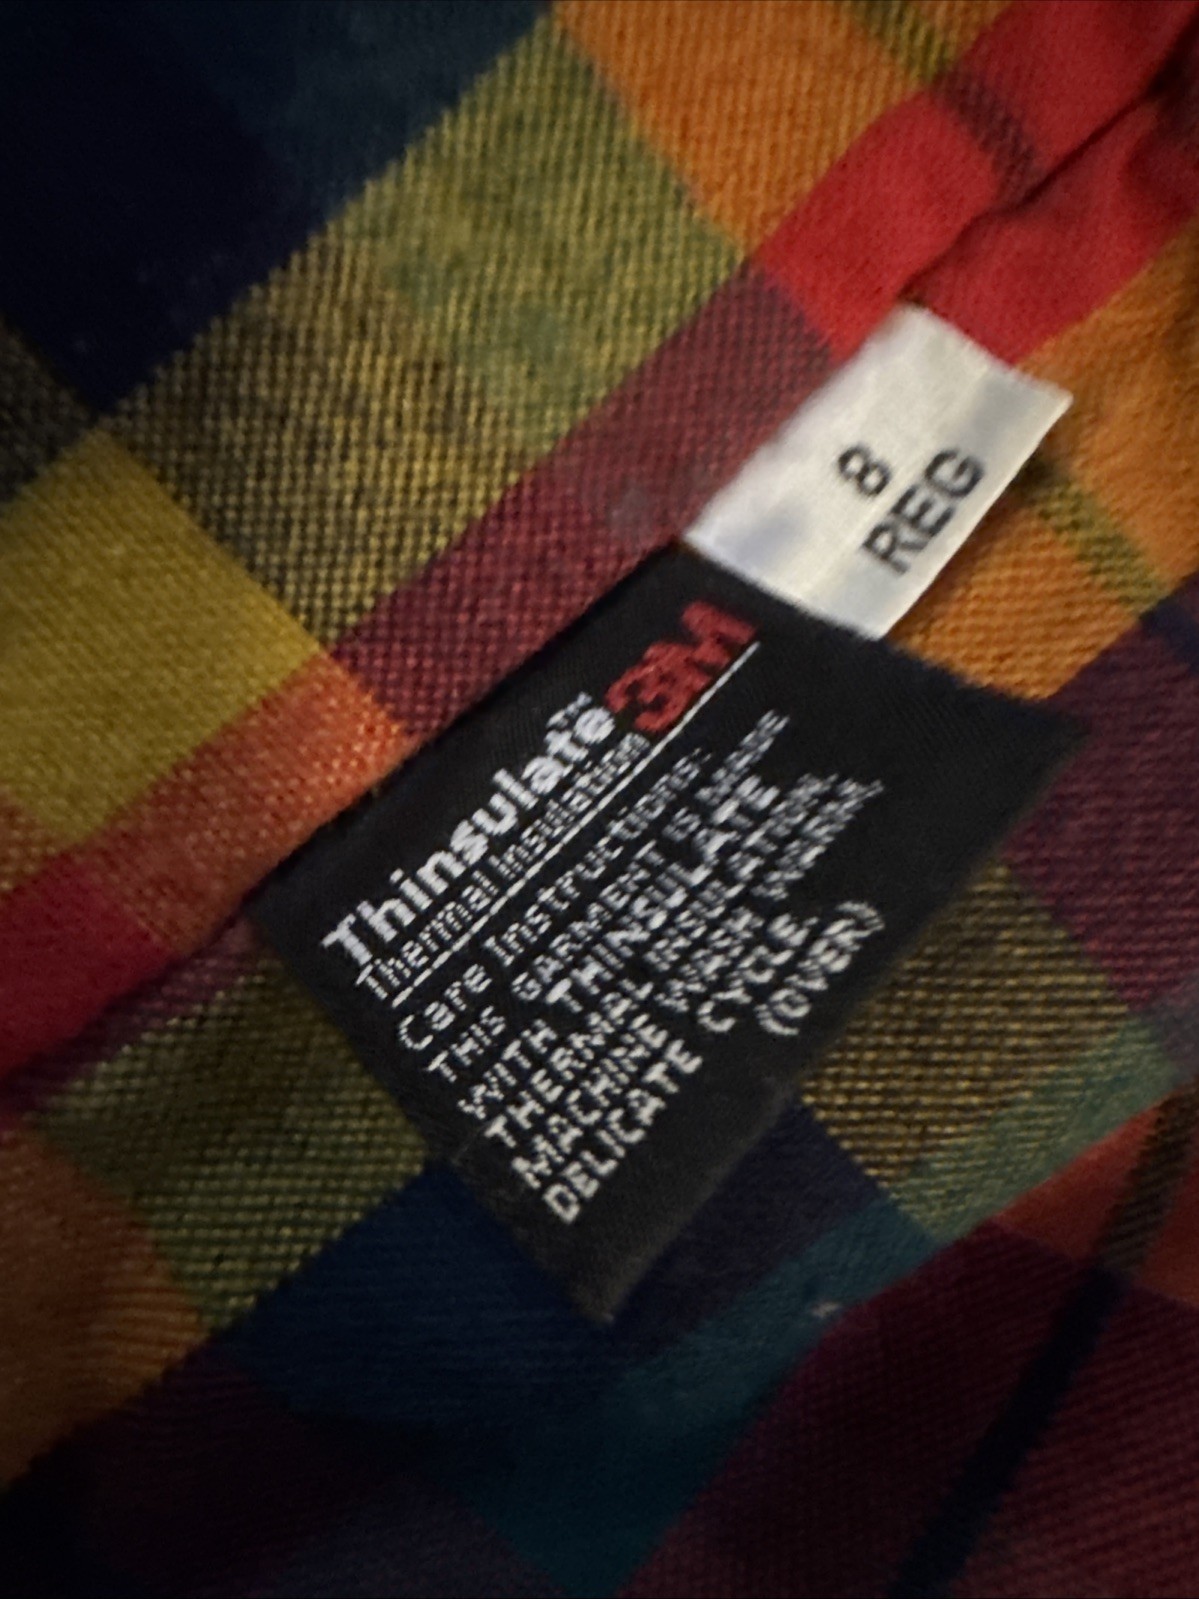 8
REG
Thinsulate™ 3M
Thermal Insulation
Care Instructions:
THIS GARMENT IS MADE
WITH THINSULATE
THERMAL INSULATION.
MACHINE WASH WARM,
DELICATE CYCLE.
(OVER)